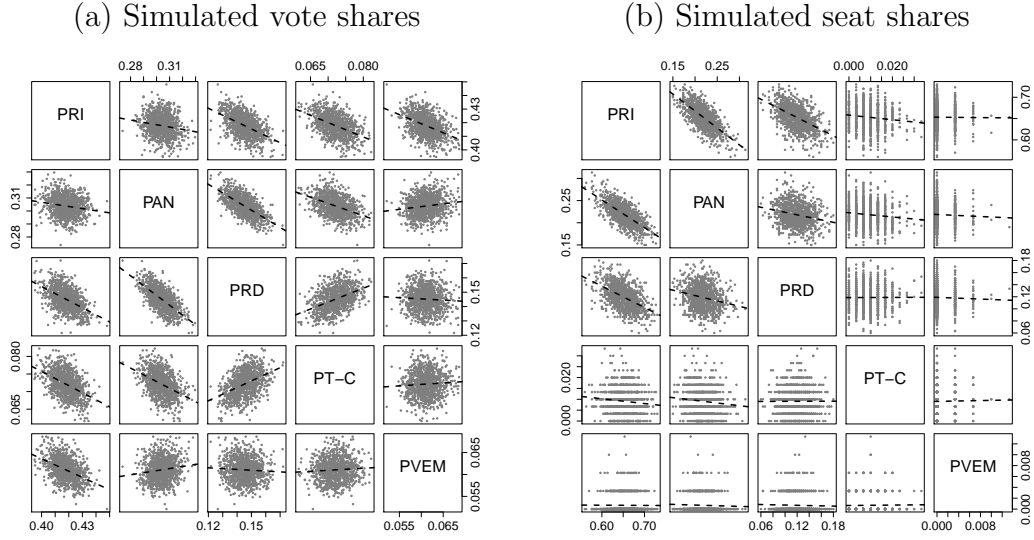 (a) Simulated vote shares
(b) Simulated seat shares
0.28 0.31
0.065 0.080
0.15 0.25
0.000 0.020
PRI
0.40 0.43
PRI
0.60 0.70
0.28 0.31
PAN
0.15 0.25
PAN
PRD
0.12 0.15
PRD
0.06 0.12 0.18
0.065 0.080
PT−C
0.000 0.020
PT−C
PVEM
0.055 0.065
PVEM
0.000 0.008
0.40 0.43
0.12 0.15
0.055 0.065
0.60 0.70
0.06 0.12 0.18
0.000 0.008